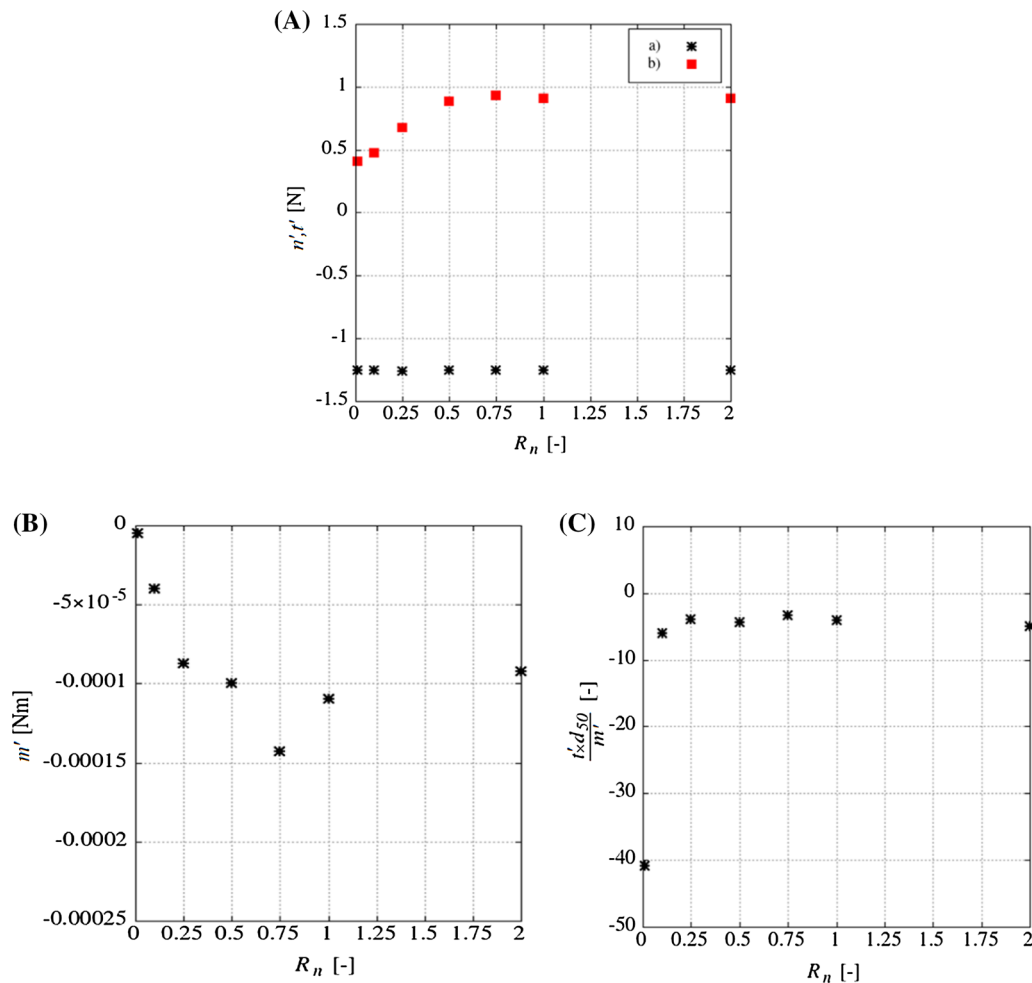 (A)
1.5
1
0.5
0
-0.5
-1
-1.5
n',t' [N]
a)
b)
0 0.25 0.5 0.75 1 1.25 1.5 1.75 2
R_n [-]
(B)
0
-5×10⁻⁵
-0.0001
-0.00015
-0.0002
-0.00025
m' [Nm]
0 0.25 0.5 0.75 1 1.25 1.5 1.75 2
R_n [-]
(C)
10
0
-10
-20
-30
-40
-50
t'×d_50
m'
[-]
0 0.25 0.5 0.75 1 1.25 1.5 1.75 2
R_n [-]